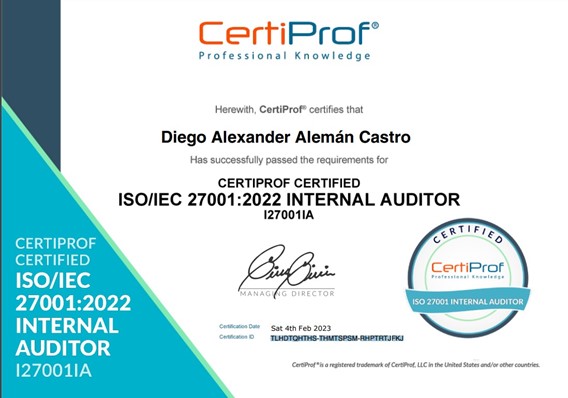 CertiProf®
Professional Knowledge
Herewith, CertiProf® certifies that
Diego Alexander Alemán Castro
Has successfully passed the requirements for
CERTIPROF CERTIFIED
ISO/IEC 27001:2022 INTERNAL AUDITOR
I27001IA
CERTIPROF
CERTIFIED
ISO/IEC
27001:2022
INTERNAL
AUDITOR
I27001IA
MANAGING DIRECTOR
CERTIFIED
CertiProf®
Professional Knowledge
ISO 27001 INTERNAL AUDITOR
Certification Date Sat 4th Feb 2023
Certification ID TLHDTQHTHS-THMTSPSM-RHPTRTJFKJ
CertiProf® is a registered trademark of CertiProf, LLC in the United States and/or other countries.